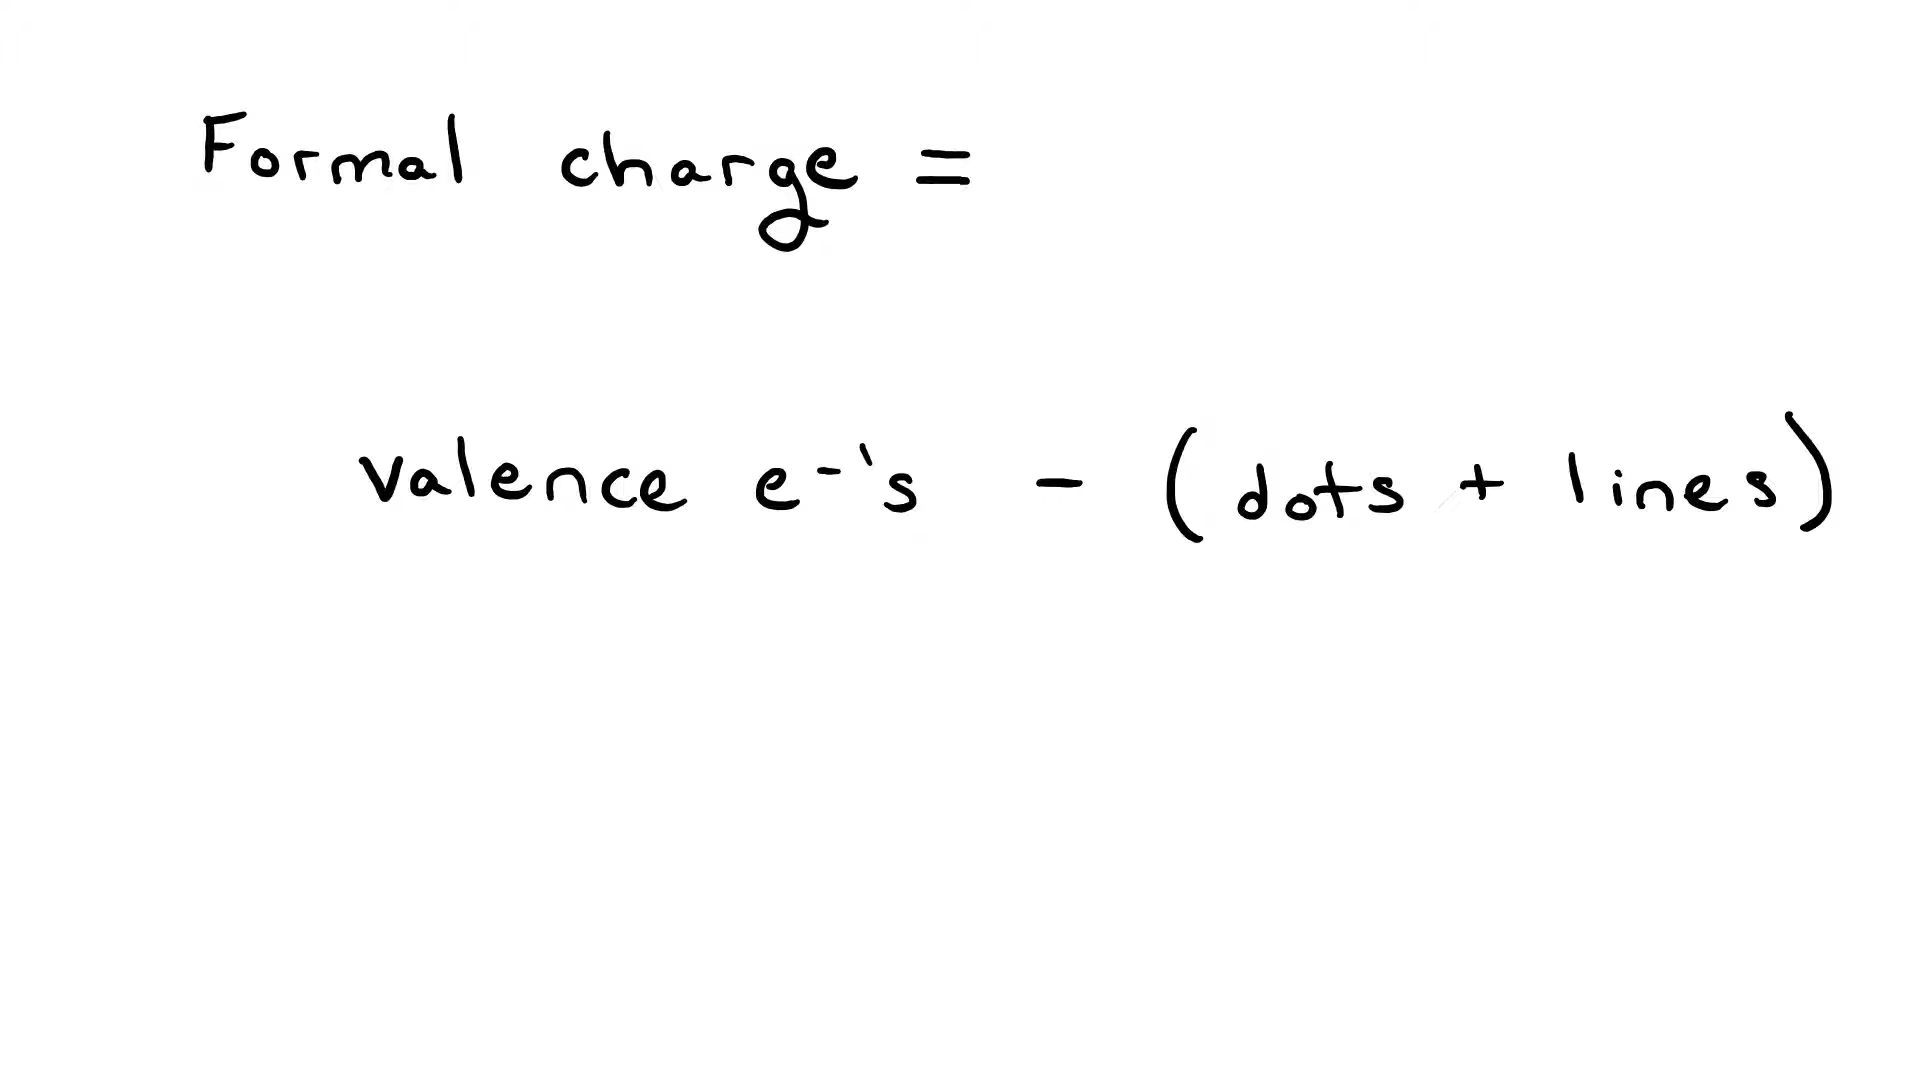 Formal charge =
valence e-'s - (dots + lines)